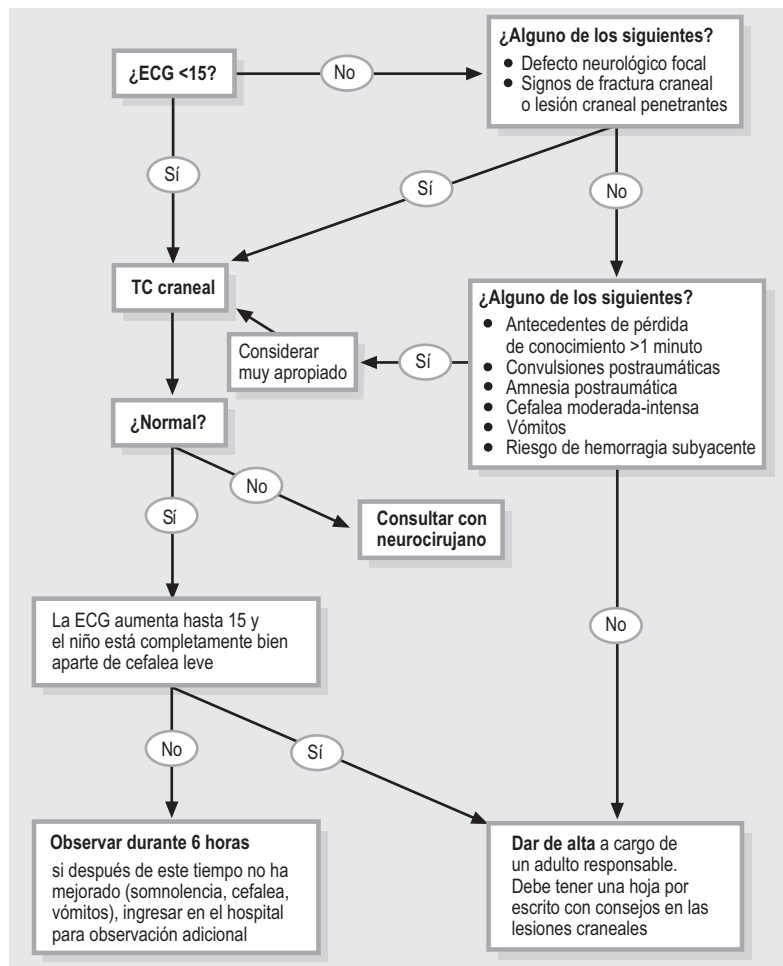 ¿ECG <15?
No
¿Alguno de los siguientes?
● Defecto neurológico focal
● Signos de fractura craneal
o lesión craneal penetrantes
Sí
Sí
No
TC craneal
¿Alguno de los siguientes?
● Antecedentes de pérdida
de conocimiento >1 minuto
● Convulsiones postraumáticas
● Amnesia postraumática
● Cefalea moderada-intensa
● Vómitos
● Riesgo de hemorragia subyacente
Sí
Considerar
muy apropiado
¿Normal?
No
Sí
Consultar con
neurocirujano
La ECG aumenta hasta 15 y
el niño está completamente bien
aparte de cefalea leve
No
No
Sí
Observar durante 6 horas
si después de este tiempo no ha
mejorado (somnolencia, cefalea,
vómitos), ingresar en el hospital
para observación adicional
Dar de alta a cargo de
un adulto responsable.
Debe tener una hoja por
escrito con consejos en las
lesiones craneales